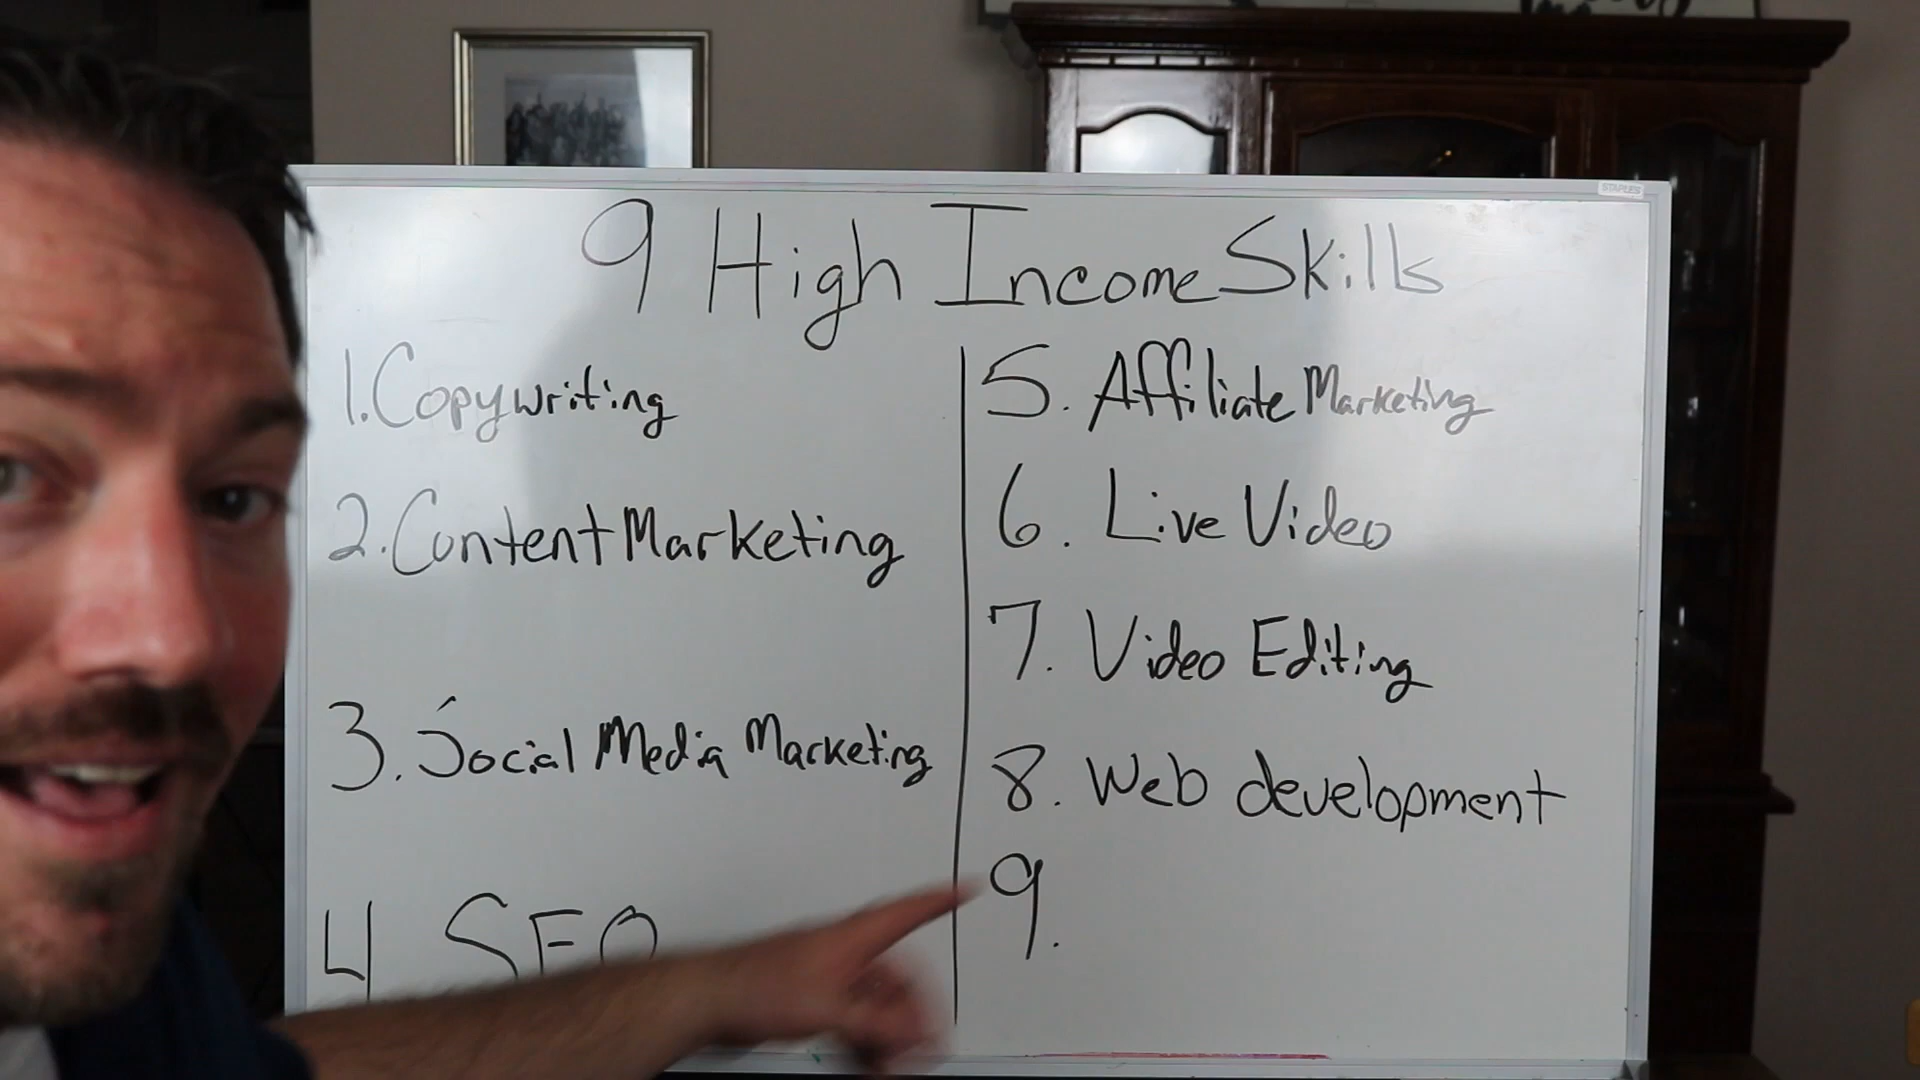 STAPLES
9 High Income Skills
1. Copywriting
2. Content Marketing
3. Social Media Marketing
4 SEO
5. Affiliate Marketing
6. Live Video
7. Video Editing
8. Web development
9.